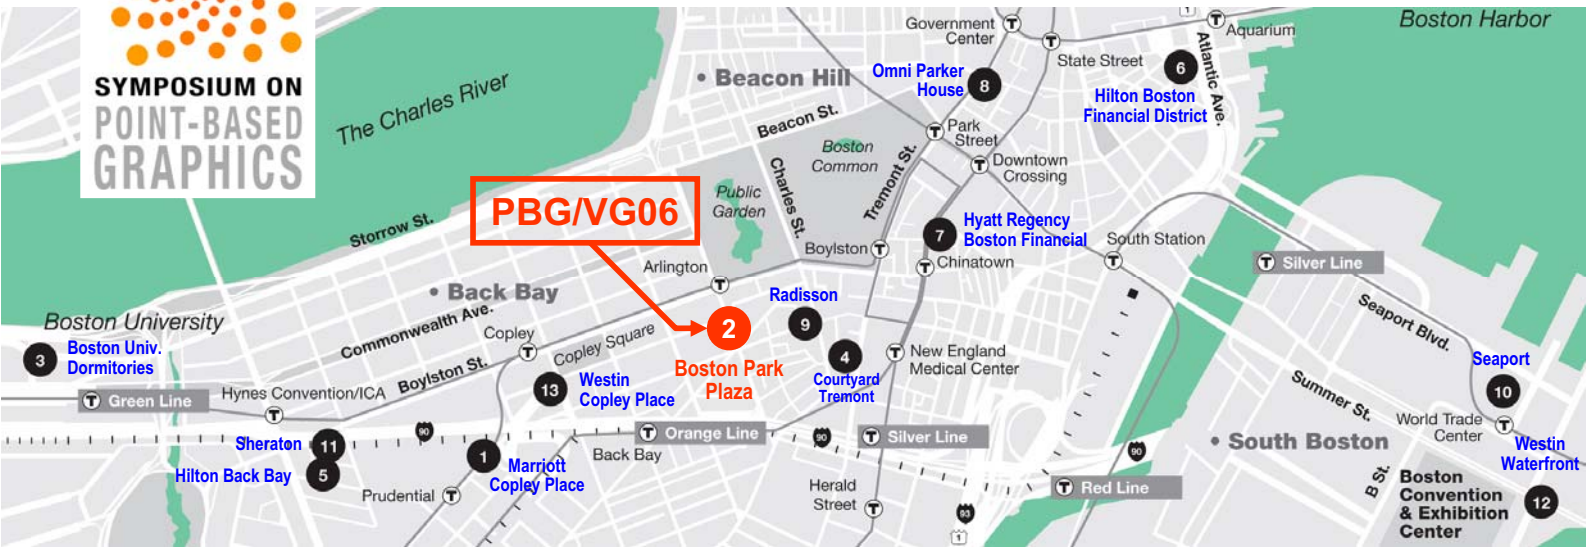 SYMPOSIUM ON
POINT-BASED
GRAPHICS
The Charles River
• Beacon Hill
Government
Center
T
T
State Street
1
T
Aquarium
Boston Harbor
Omni Parker
House
8
6
Hilton Boston
Financial District
Atlantic Ave.
Beacon St.
Boston
Common
T
Park
Street
T
Downtown
Crossing
Charles St.
Tremont St.
Public
Garden
PBG/VG06
Storrow St.
7
Hyatt Regency
Boston Financial
Boylston
T
T
Chinatown
South Station
T
T Silver Line
Arlington
T
• Back Bay
Radisson
9
2
Boston Park
Plaza
Boston University
Commonwealth Ave.
Copley
T
Copley Square
Seaport Blvd.
3
Boston Univ.
Dormitories
Boylston St.
4
Courtyard
Tremont
T
New England
Medical Center
Seaport
10
T Green Line
Hynes Convention/ICA
T
13
Westin
Copley Place
Summer St.
World Trade
Center
T
Sheraton
11
90
T Orange Line
90
T Silver Line
90
• South Boston
Westin
Waterfront
Hilton Back Bay
5
1
Marriott
Copley Place
Back Bay
Prudential
T
Herald
Street
T
T Red Line
93
1
B St.
Boston
Convention
& Exhibition
Center
12